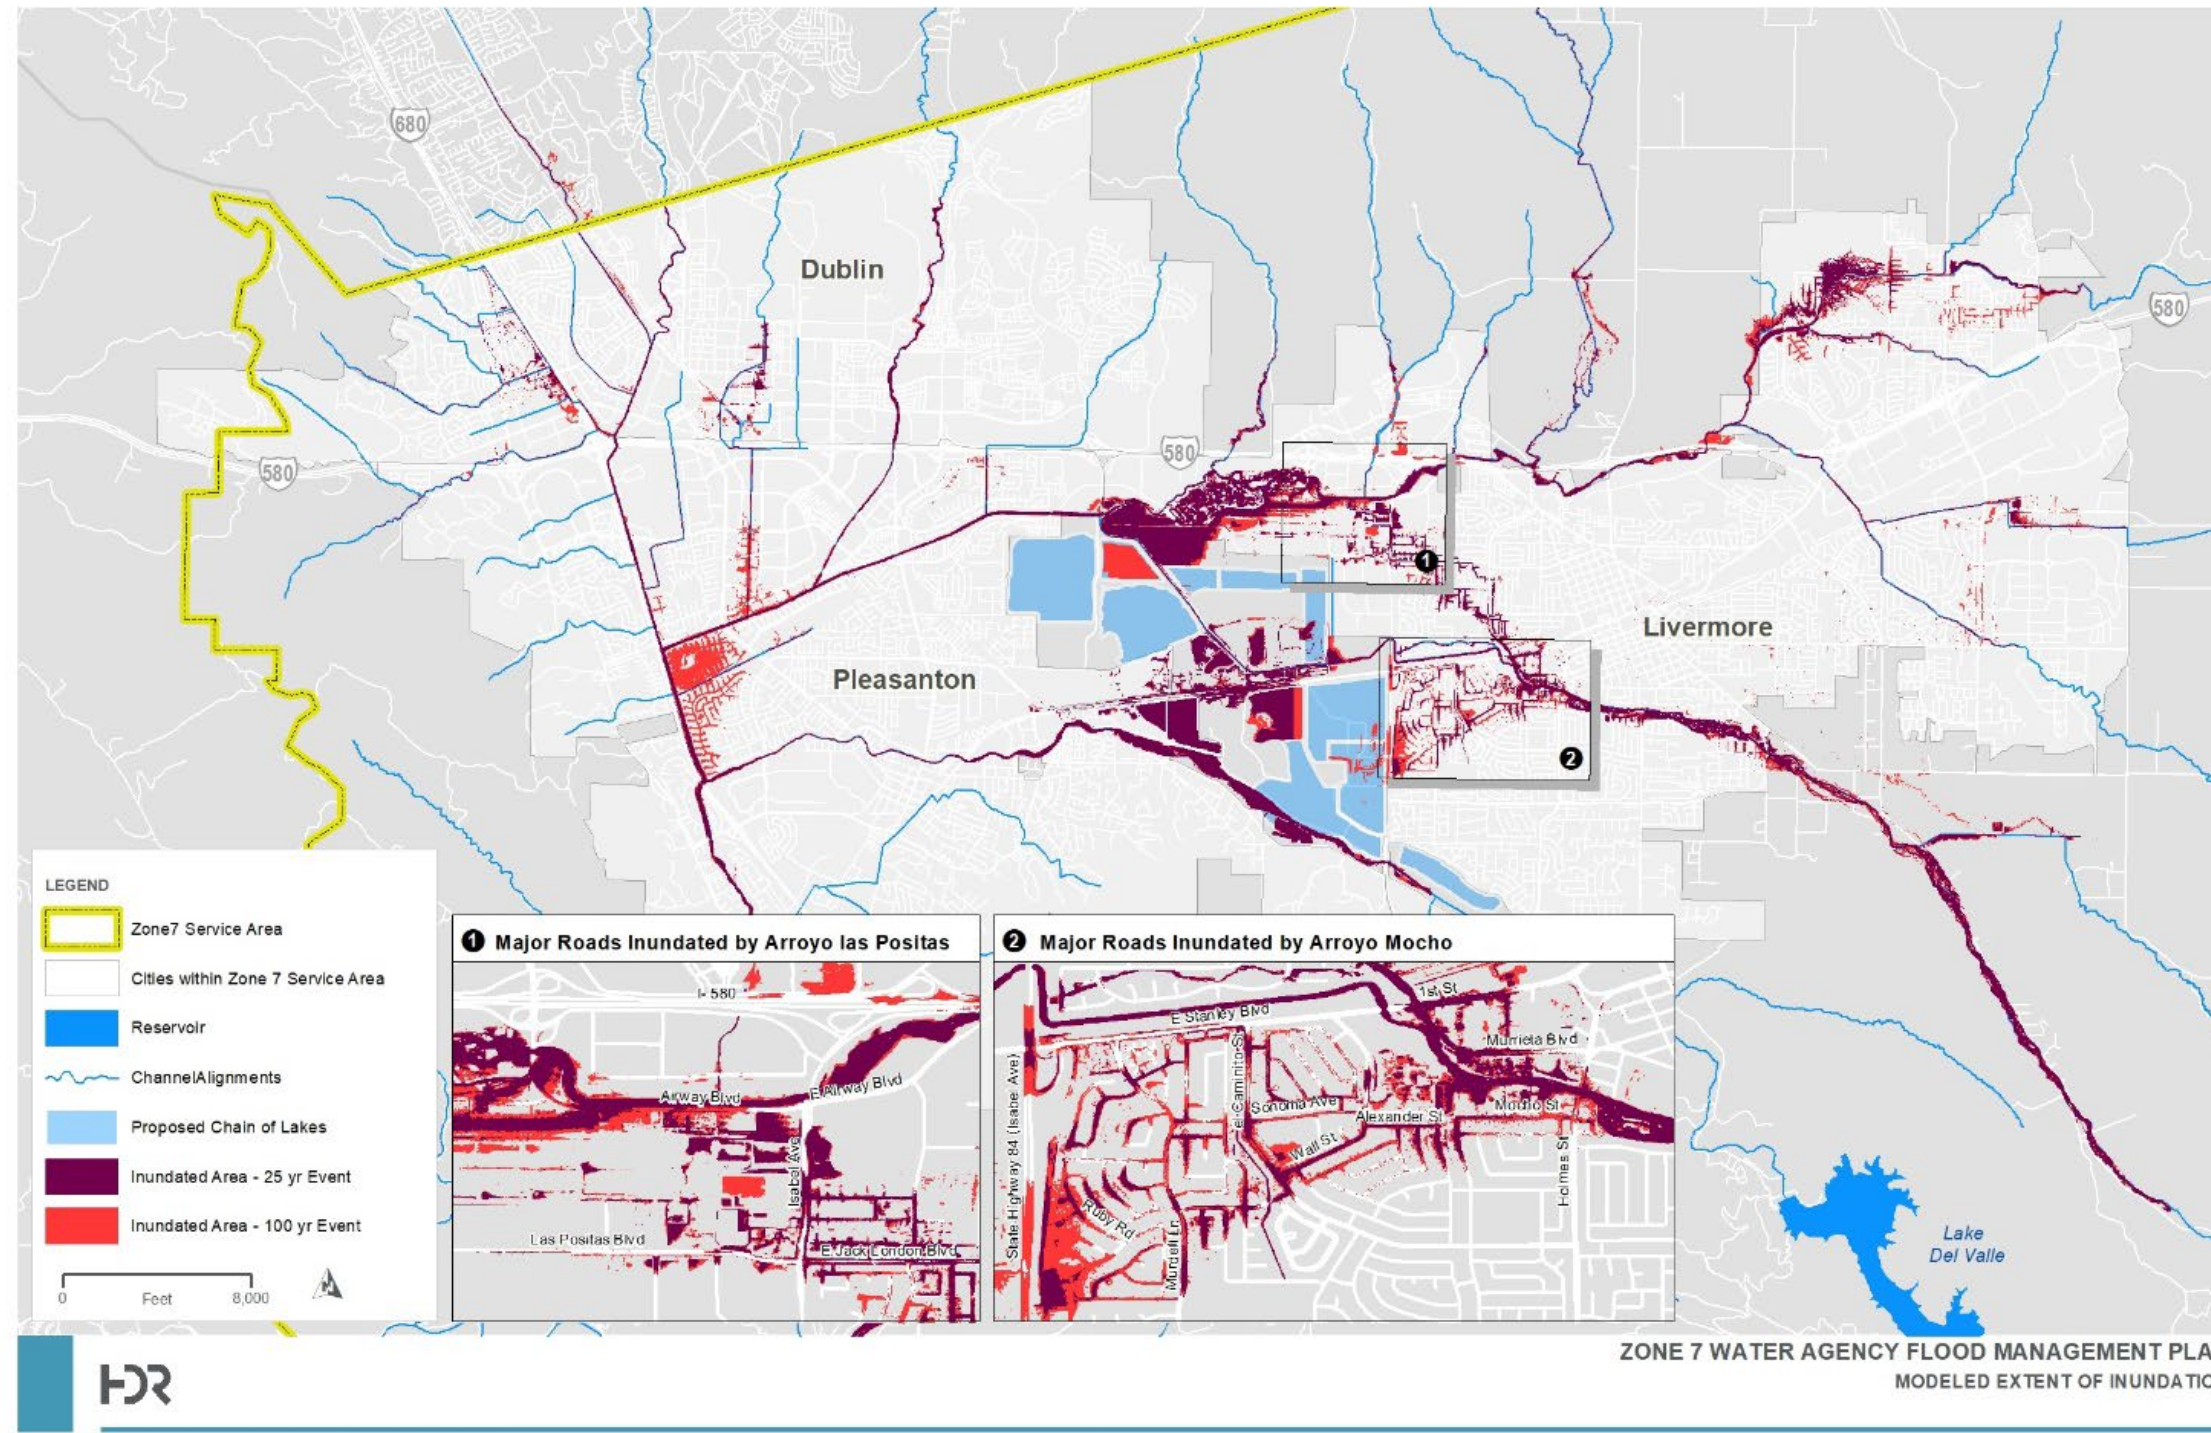 680
Dublin
580
580
580
1
Livermore
Pleasanton
2
LEGEND
Zone7 Service Area
Cities within Zone 7 Service Area
Reservoir
ChannelAlignments
Proposed Chain of Lakes
Inundated Area - 25 yr Event
Inundated Area - 100 yr Event
0 Feet 8,000
1 Major Roads Inundated by Arroyo las Positas
I- 580
Airway Blvd
E Airway Blvd
Isabel Ave
Las Positas Blvd
E Jack London Blvd
2 Major Roads Inundated by Arroyo Mocho
1st St
E Stanley Blvd
Murrieta Blvd
State Highway 84 (Isabe Ave)
el Caminito St
Sonoma Ave
Alexander St
Mocho St
Wall St
Holmes St
Ruby Rd
Murdell Ln
Lake
Del Valle
HDR
ZONE 7 WATER AGENCY FLOOD MANAGEMENT PLA
MODELED EXTENT OF INUNDATIO